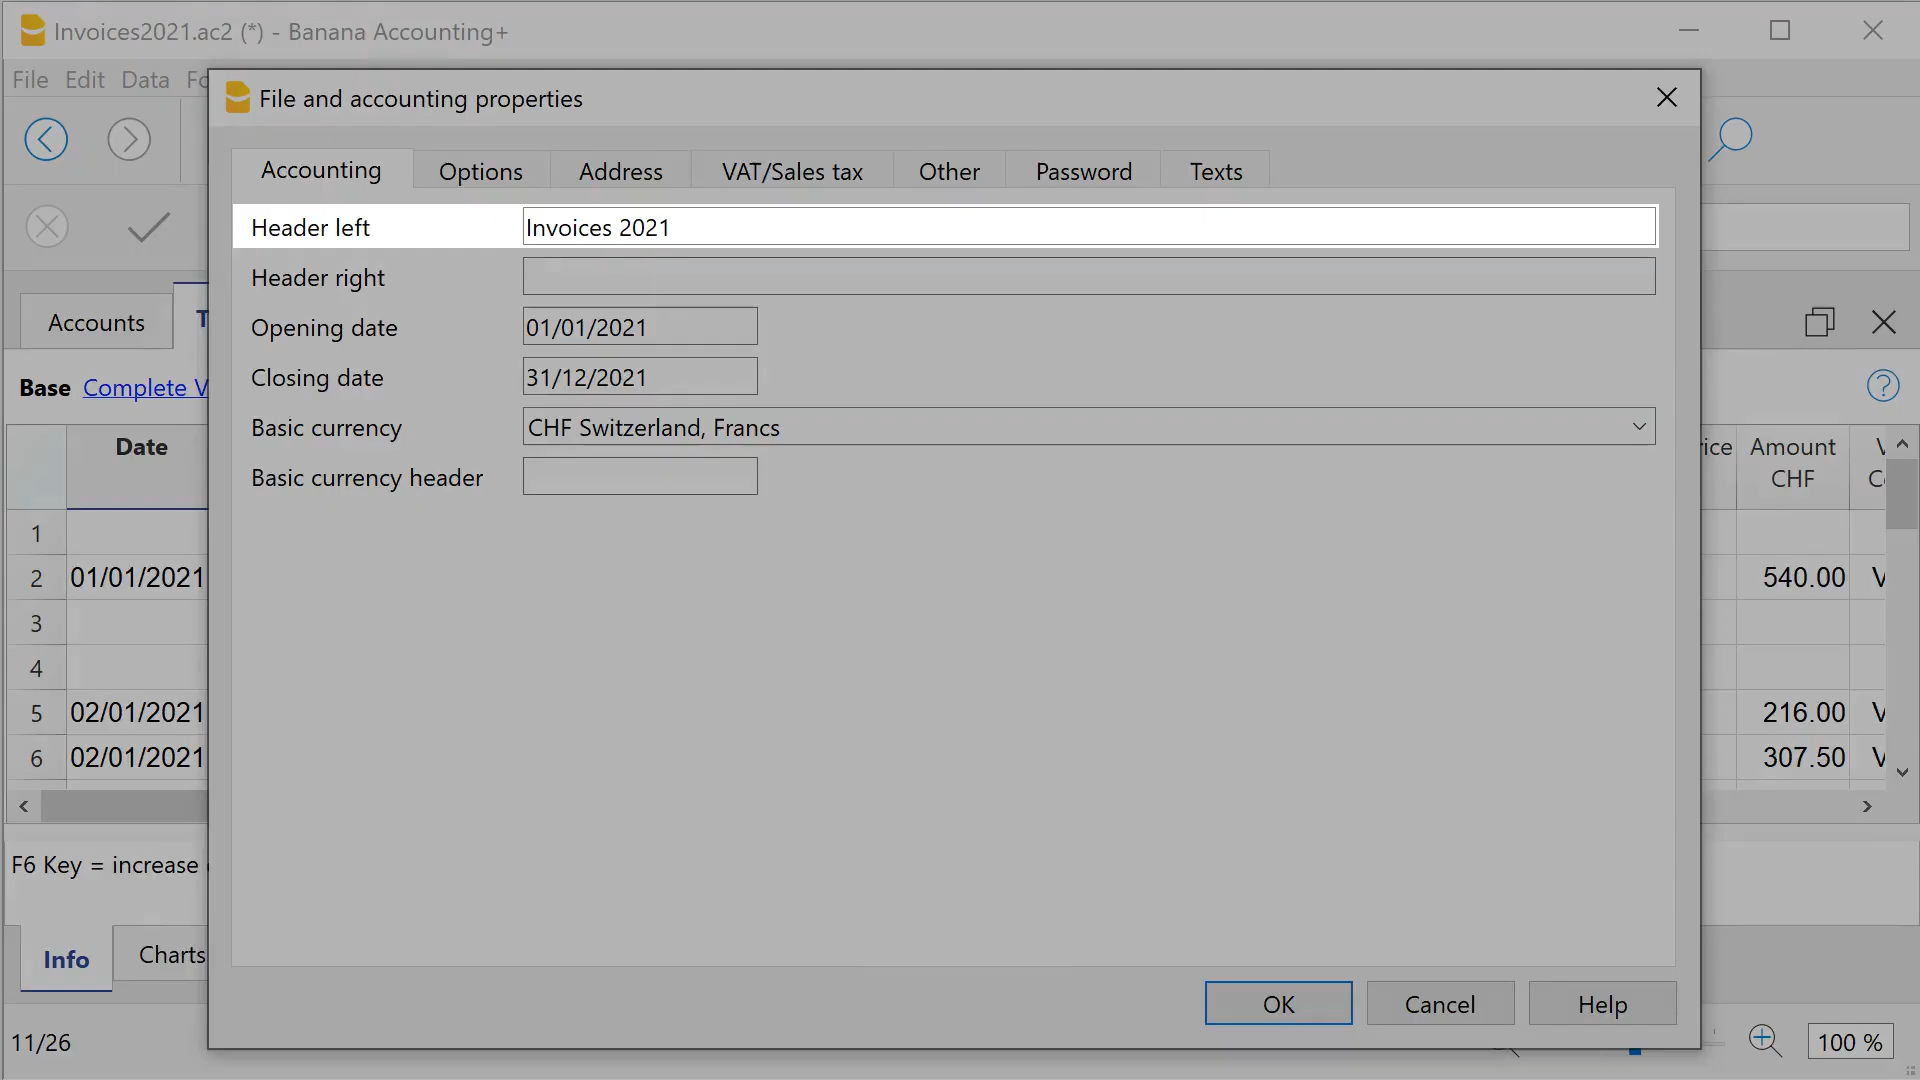 Invoices2021.ac2 (*) - Banana Accounting+
File Edit Data
File and accounting properties
Accounting Options Address VAT/Sales tax Other Password Texts
Header left Invoices 2021
Header right
Opening date 01/01/2021
Closing date 31/12/2021
Basic currency CHF Switzerland, Francs
Basic currency header
Accounts
Base Complete
Date
Amount
CHF
1
2 01/01/2021 540.00
3
4
5 02/01/2021 216.00
6 02/01/2021 307.50
F6 Key = increase
Info Charts
OK Cancel Help
11/26
100 %